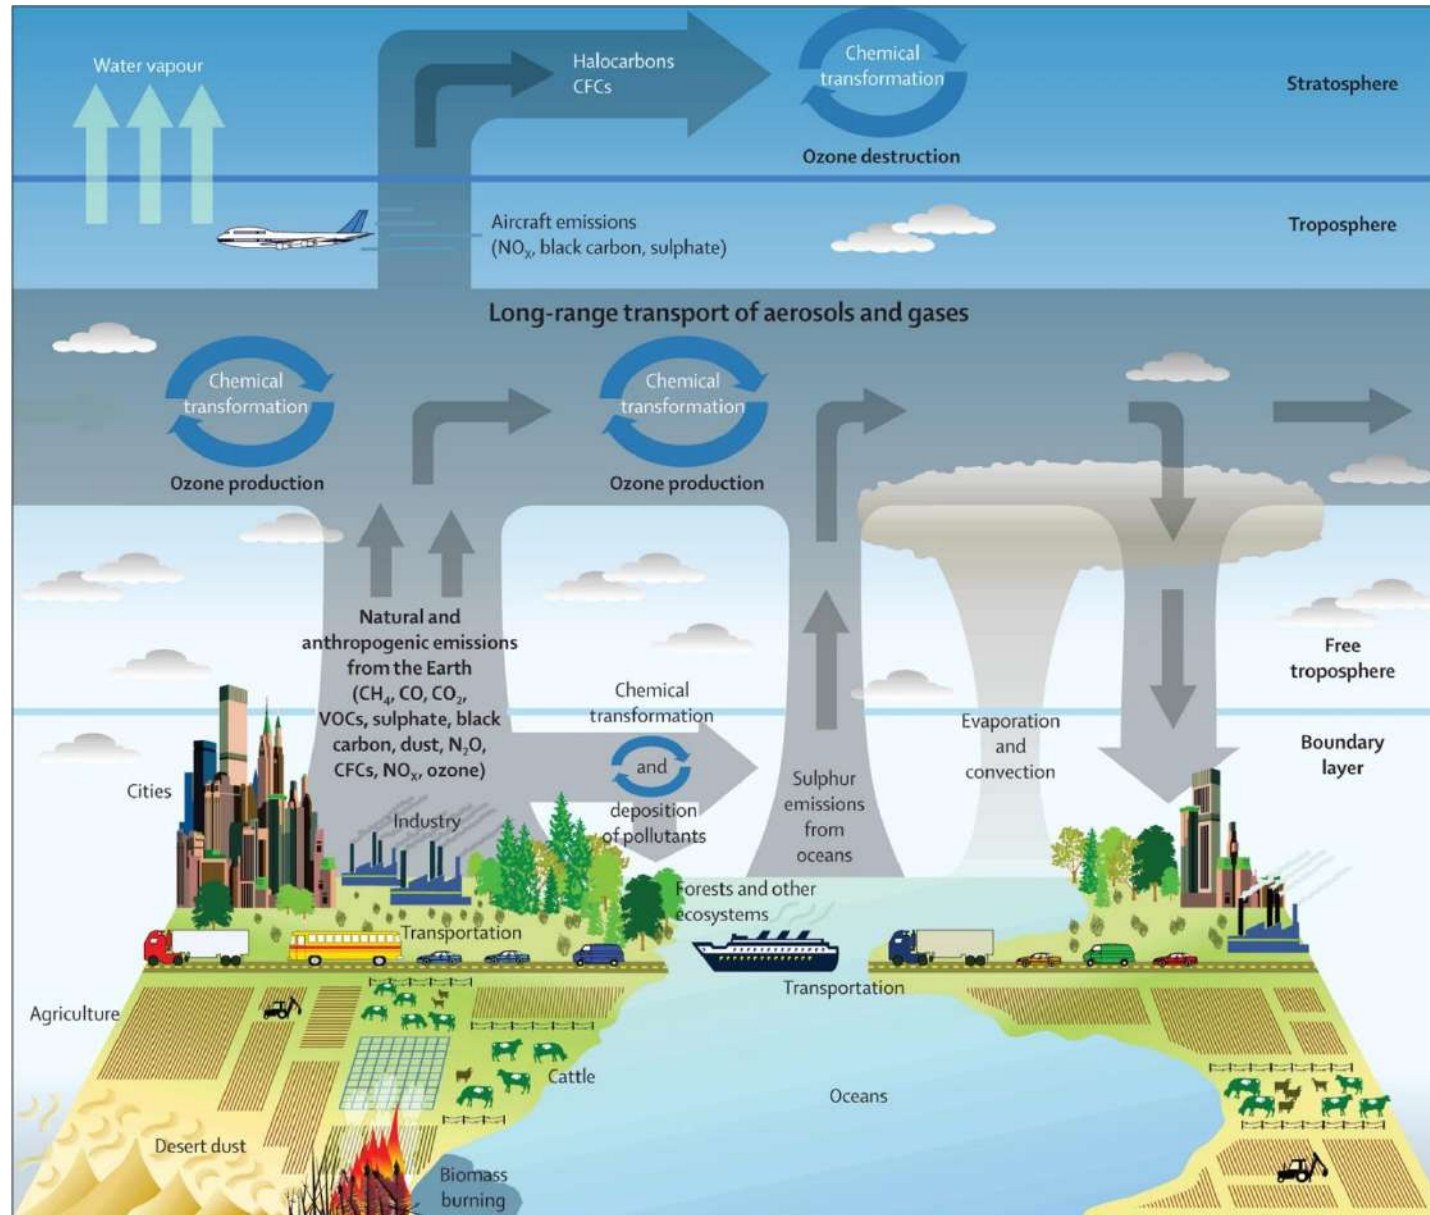 Water vapour
Halocarbons
CFCs
Chemical
transformation
Ozone destruction
Stratosphere
Aircraft emissions
(NOₓ, black carbon, sulphate)
Troposphere
Long-range transport of aerosols and gases
Chemical
transformation
Ozone production
Chemical
transformation
Ozone production
Natural and
anthropogenic emissions
from the Earth
(CH₄, CO, CO₂,
VOCs, sulphate, black
carbon, dust, N₂O,
CFCs, NOₓ, ozone)
Chemical
transformation
and
deposition
of pollutants
Free
troposphere
Evaporation
and
convection
Boundary
layer
Sulphur
emissions
from
oceans
Cities
Industry
Forests and other
ecosystems
Transportation
Transportation
Agriculture
Cattle
Oceans
Desert dust
Biomass
burning